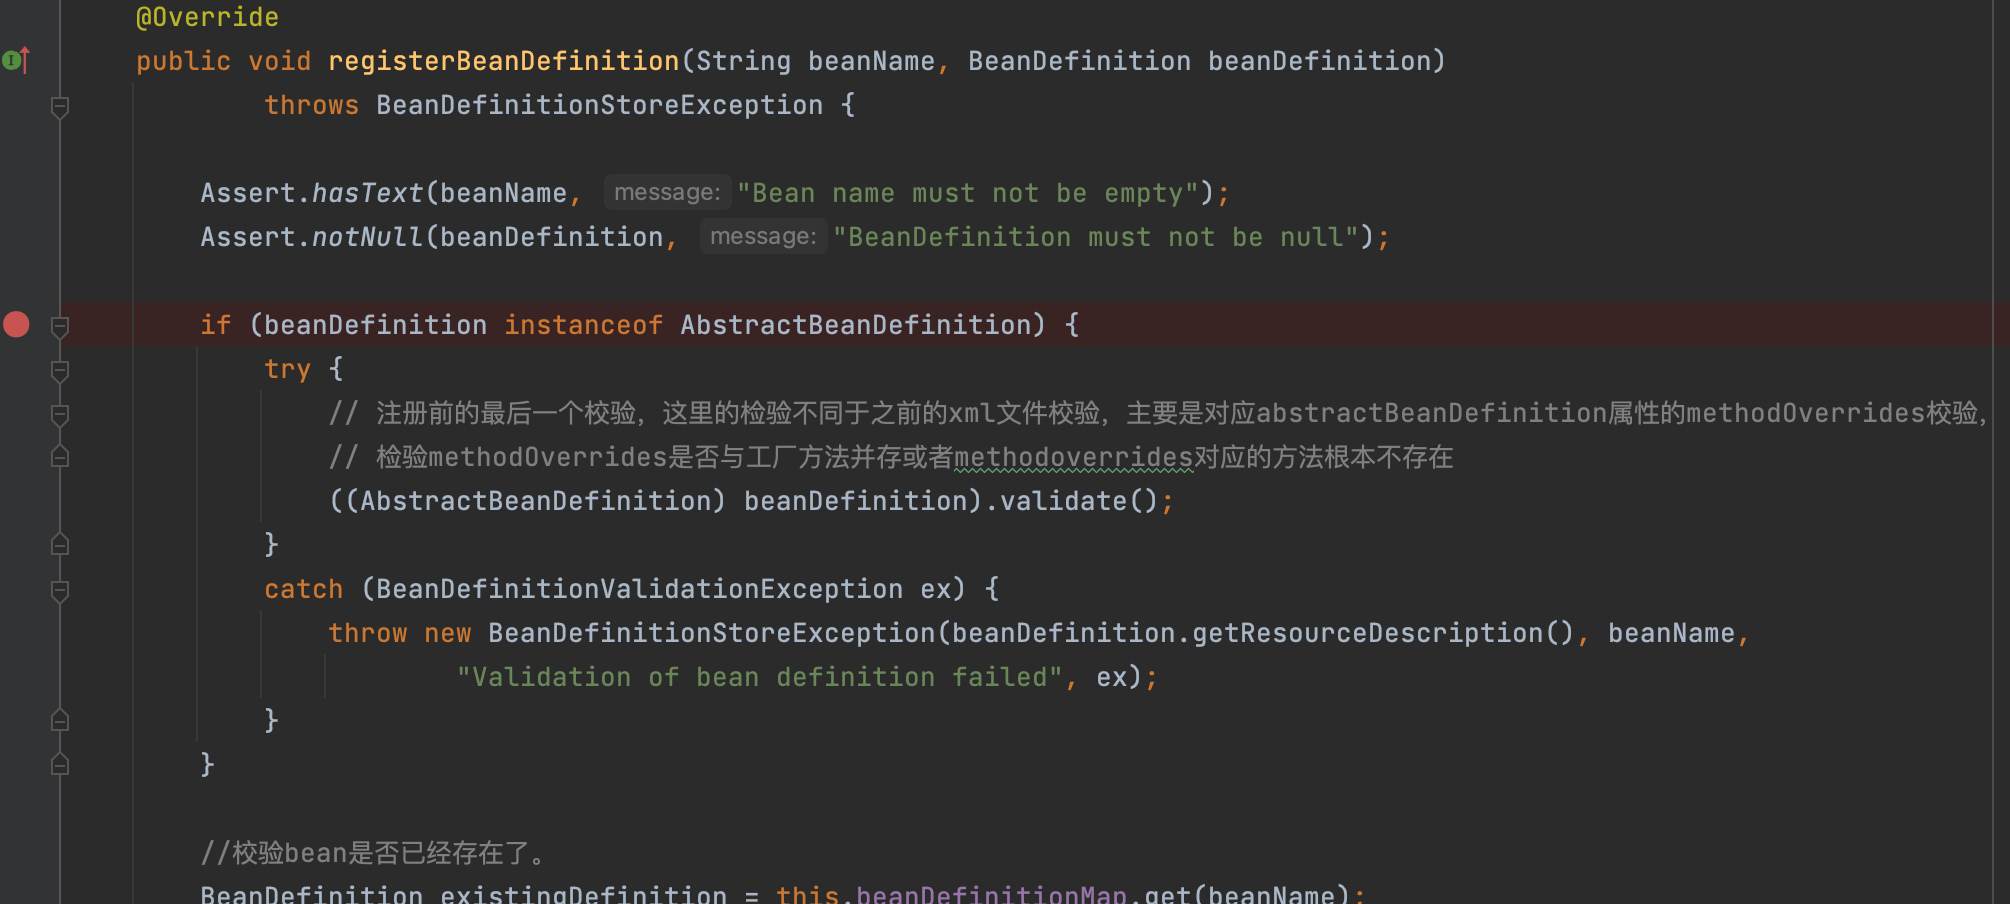 @Override
public void registerBeanDefinition(String beanName, BeanDefinition beanDefinition)
throws BeanDefinitionStoreException {
Assert.hasText(beanName, message: "Bean name must not be empty");
Assert.notNull(beanDefinition, message: "BeanDefinition must not be null");
if (beanDefinition instanceof AbstractBeanDefinition) {
try {
// 注册前的最后一个校验，这里的检验不同于之前的xml文件校验，主要是对应abstractBeanDefinition属性的methodOverrides校验，
// 检验methodOverrides是否与工厂方法并存或者methodoverrides对应的方法根本不存在
((AbstractBeanDefinition) beanDefinition).validate();
}
catch (BeanDefinitionValidationException ex) {
throw new BeanDefinitionStoreException(beanDefinition.getResourceDescription(), beanName,
"Validation of bean definition failed", ex);
}
}
//校验bean是否已经存在了。
BeanDefinition existingDefinition = this.beanDefinitionMap.get(beanName);